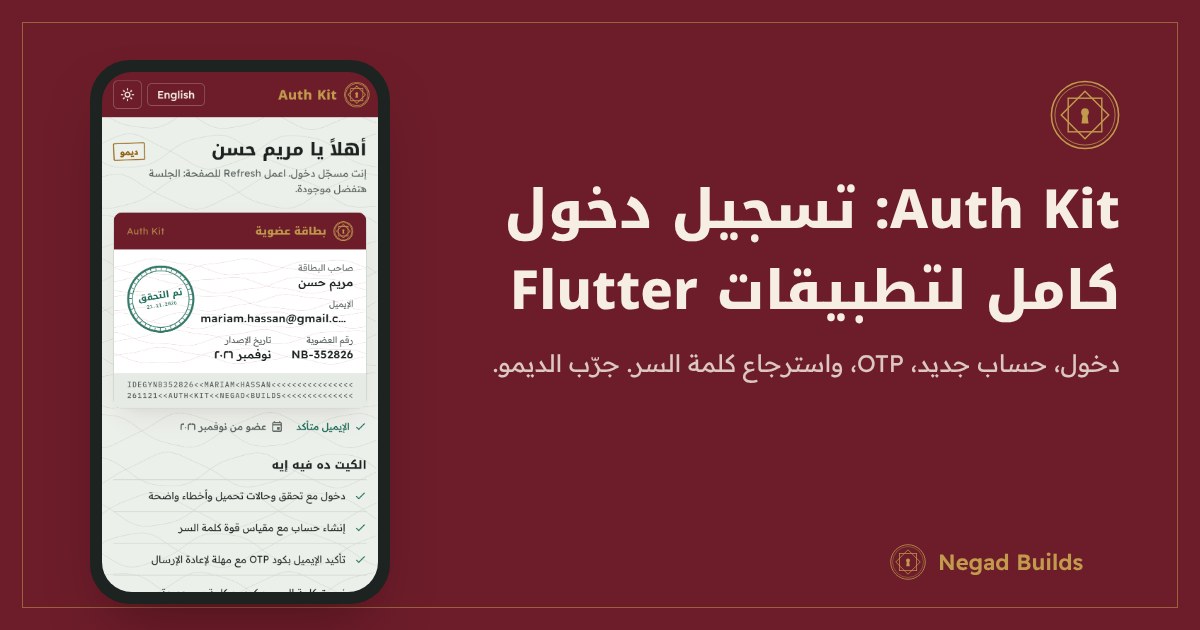 Auth Kit: تسجيل دخول
كامل لتطبيقات Flutter
دخول، حساب جديد، OTP، واسترجاع كلمة السر. جرّب الديمو.
Negad Builds
Auth Kit
English
أهلاً يا مريم حسن
ديمو
إنت مسجّل دخول. اعمل Refresh للصفحة: الجلسة
هتفضل موجودة.
بطاقة عضوية
Auth Kit
صاحب البطاقة
مريم حسن
الإيميل
mariam.hassan@gmail.c...
تم التحقق
21.11.2026
رقم العضوية
NB-352826
تاريخ الإصدار
نوفمبر ٢٠٢٦
IDEGYNB352826<<MARIAM<HASSAN<<<<<<<<<<<<<<<<
261121<<AUTH<KIT<<NEGAD<BUILDS<<<<<<<<<<<<<<
الإيميل متأكد
عضو من نوفمبر ٢٠٢٦
الكيت ده فيه إيه
دخول مع تحقق وحالات تحميل وأخطاء واضحة
إنشاء حساب مع مقياس قوة كلمة السر
تأكيد الإيميل بكود OTP مع مهلة لإعادة الإرسال